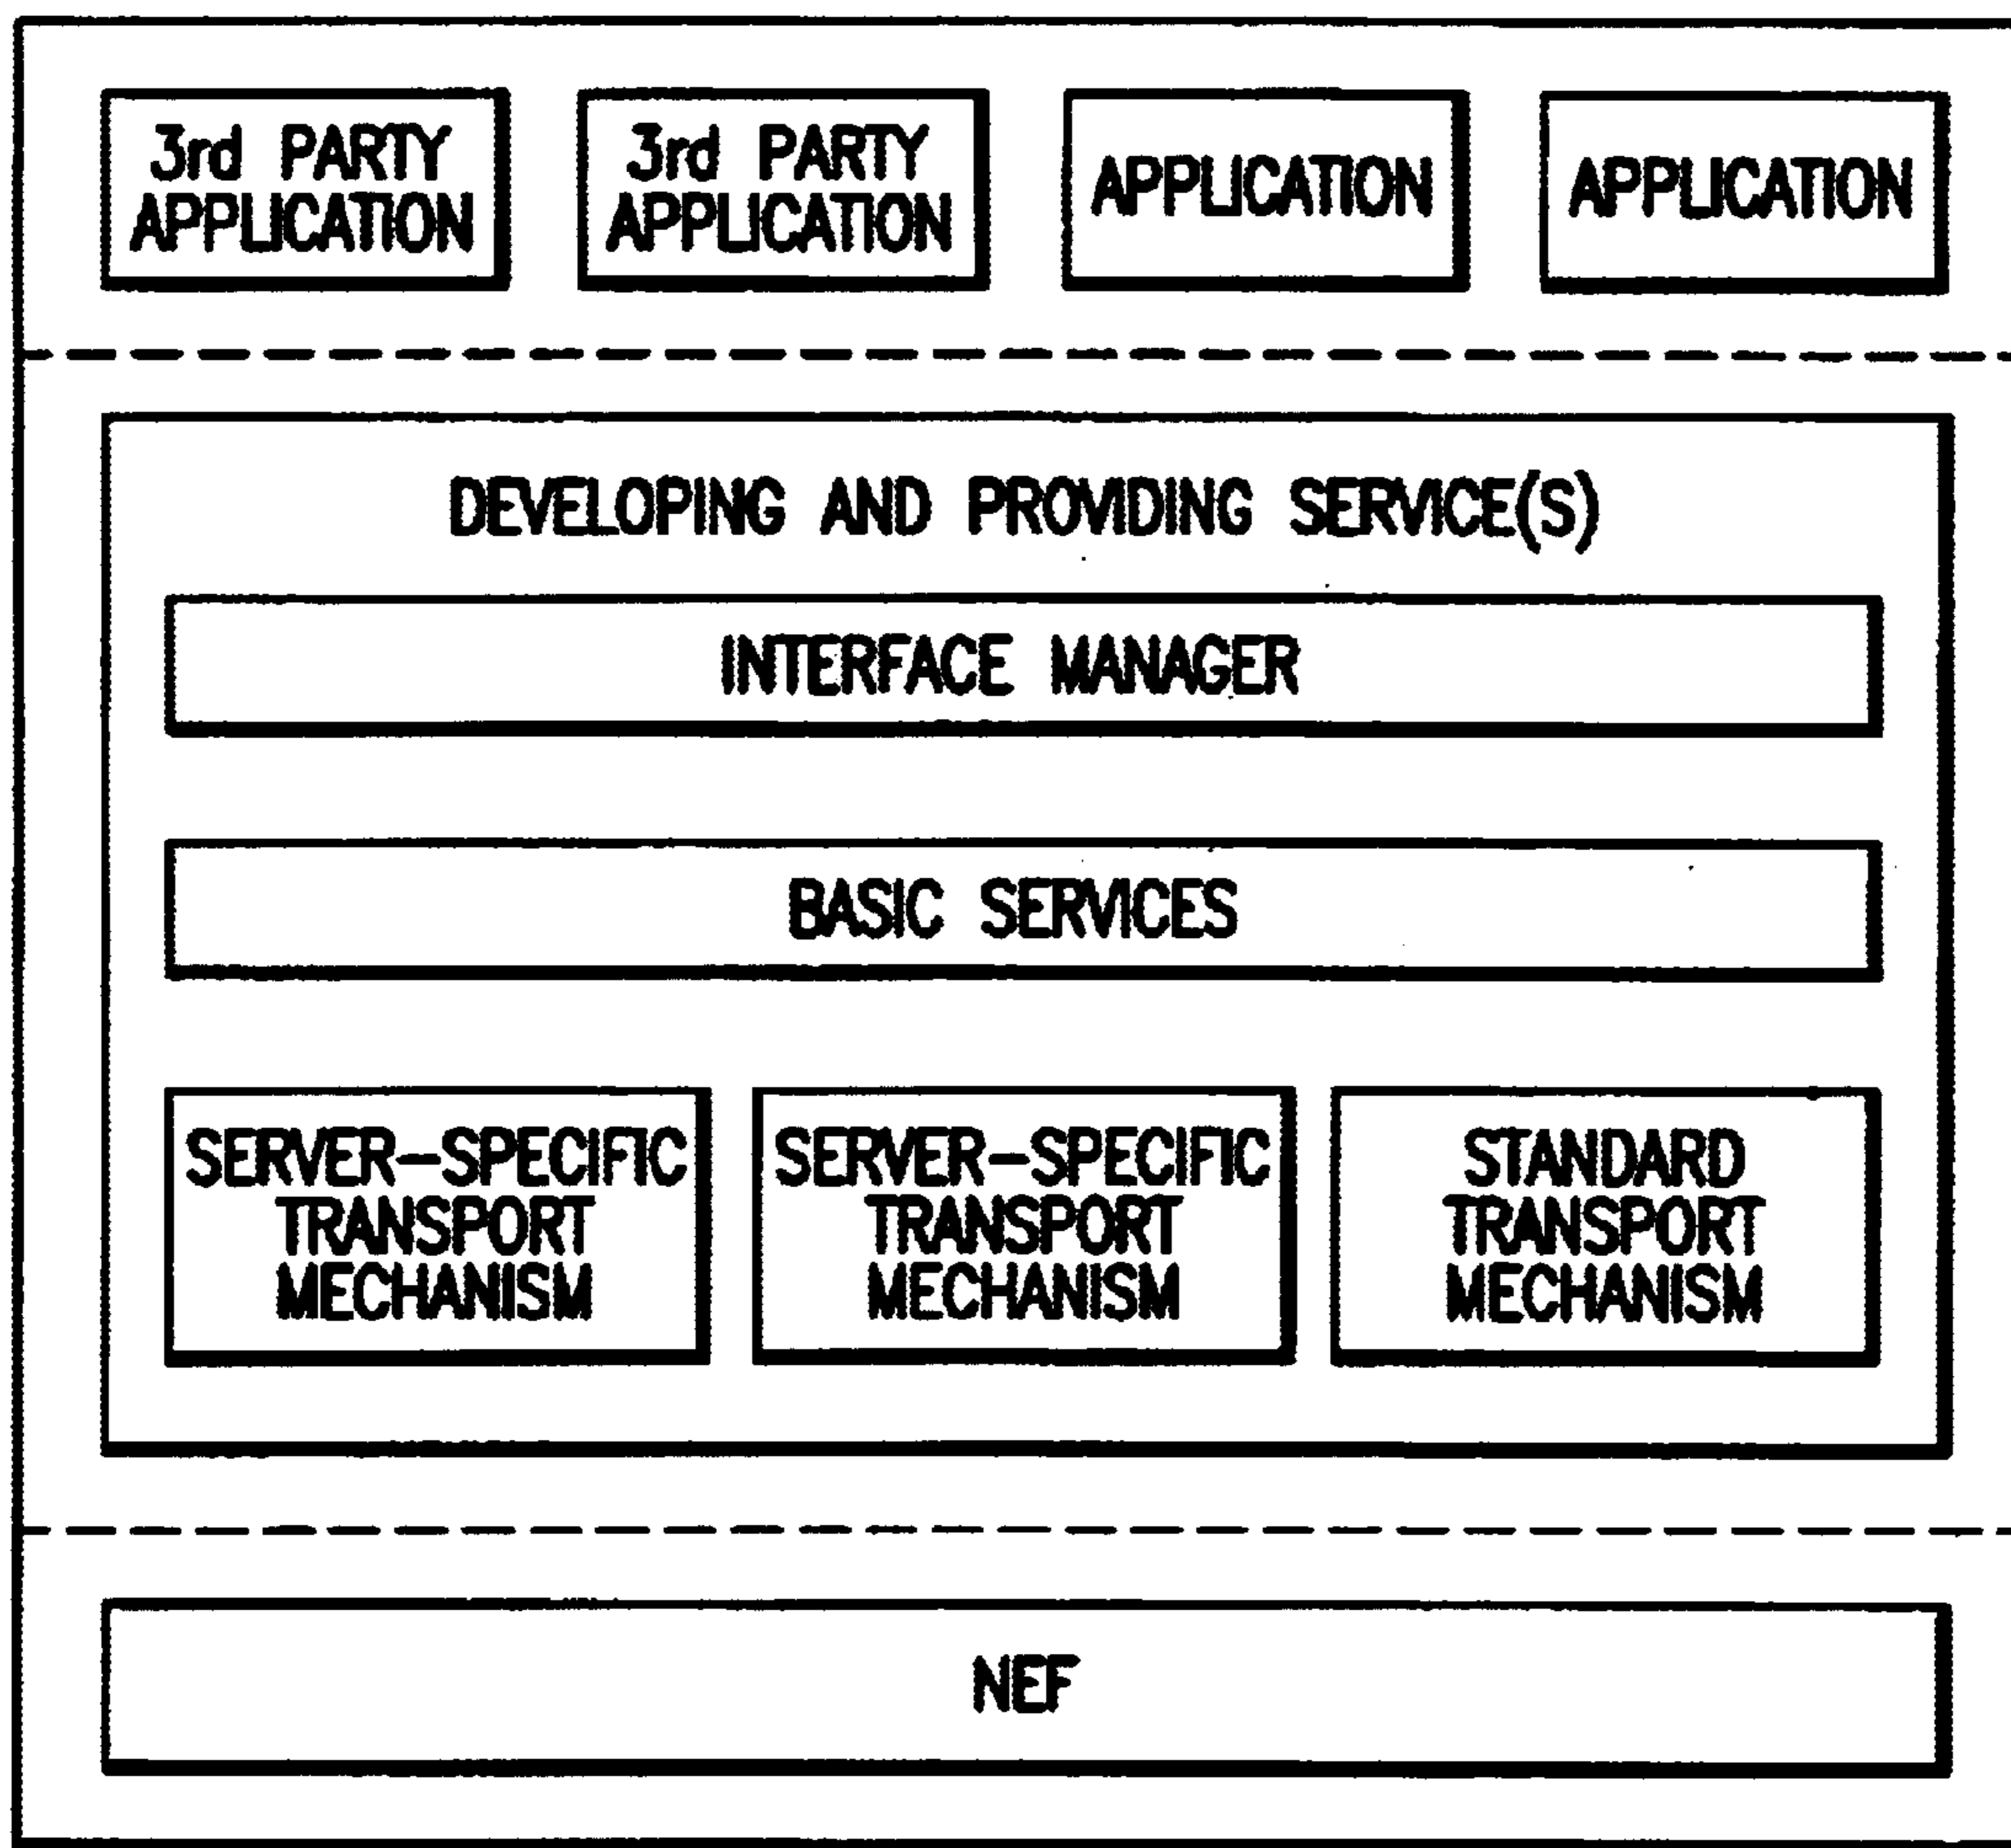 3rd PARTY
APPLICATION
3rd PARTY
APPLICATION
APPLICATION
APPLICATION
DEVELOPING AND PROVIDING SERVICE(S)
INTERFACE MANAGER
BASIC SERVICES
SERVER-SPECIFIC
TRANSPORT
MECHANISM
SERVER-SPECIFIC
TRANSPORT
MECHANISM
STANDARD
TRANSPORT
MECHANISM
NEF